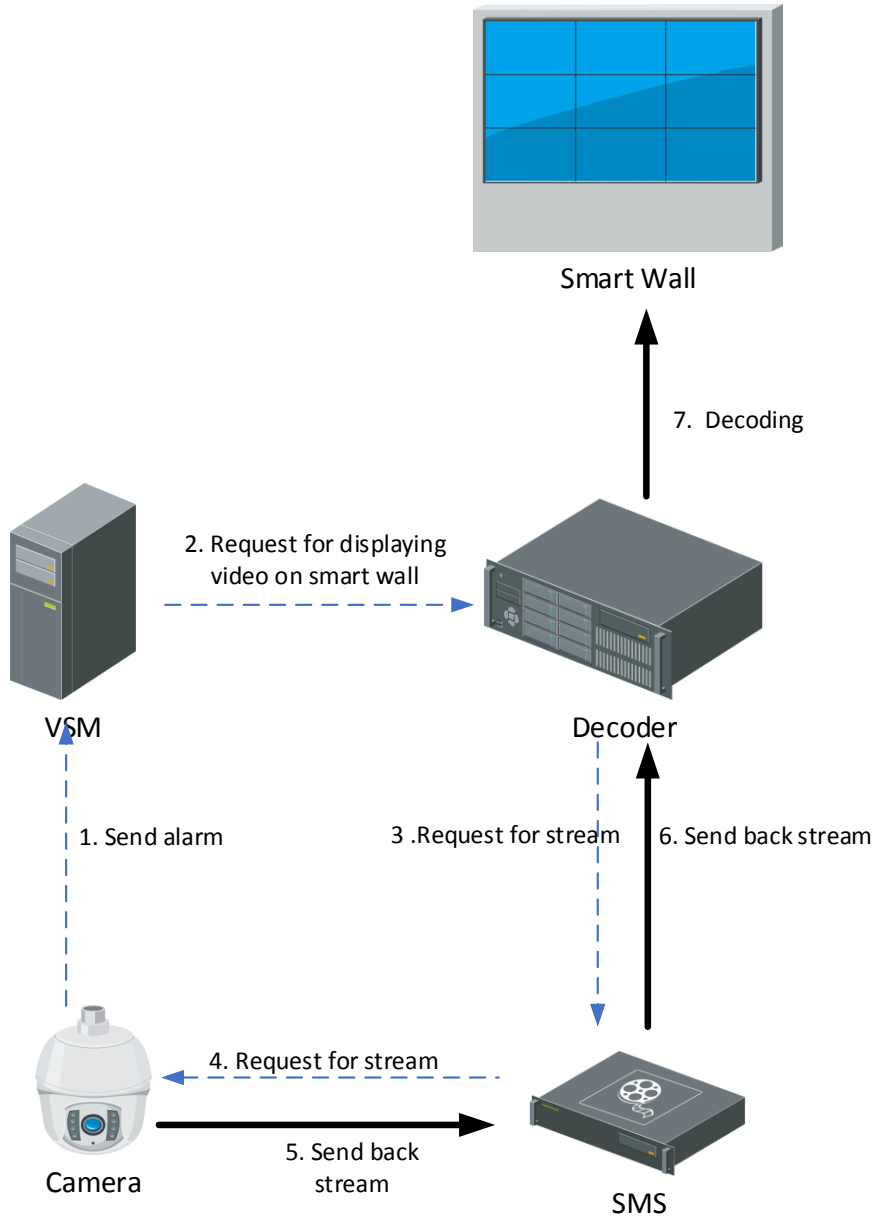 Smart Wall
7. Decoding
2. Request for displaying
video on smart wall
VSM
Decoder
1. Send alarm
3 .Request for stream
6. Send back stream
4. Request for stream
5. Send back
stream
Camera
SMS